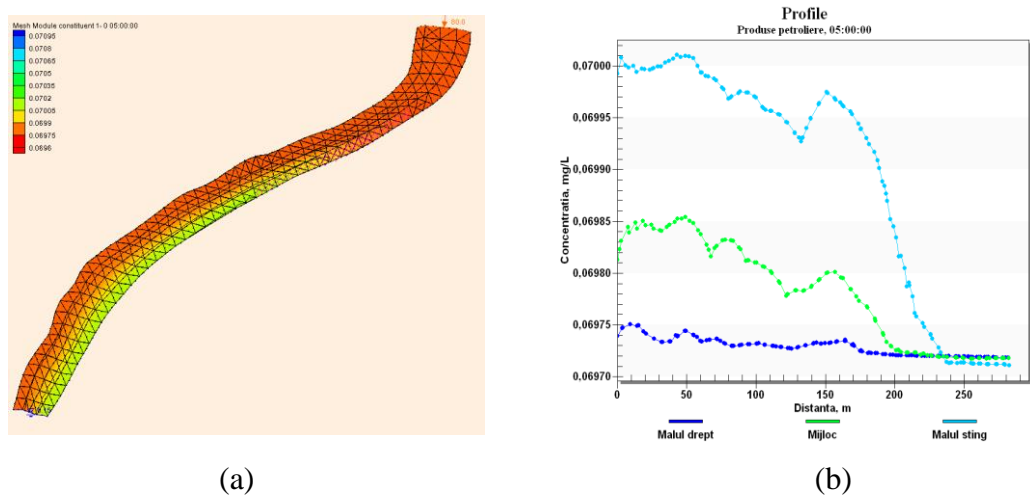 Mesh Module constituent 1- 0 05:00:00
0.07095
0.0708
0.07065
0.0705
0.07035
0.0702
0.07005
0.0699
0.06975
0.0696
Profile
Produse petroliere, 05:00:00
Concentratia, mg/L
0,07000
0,06995
0,06990
0,06985
0,06980
0,06975
0,06970
0 50 100 150 200 250
Distanta, m
Malul drept Mijloc Malul sting
(a) (b)